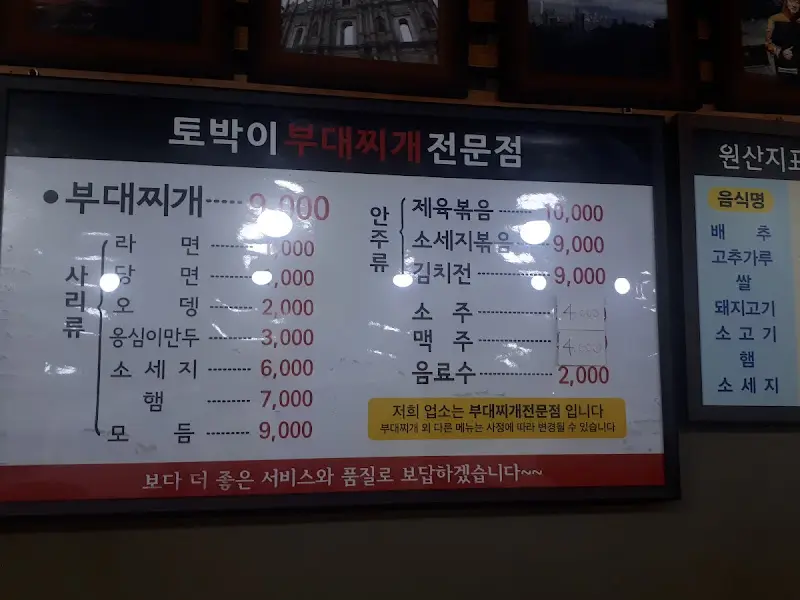 토박이부대찌개전문점
• 부대찌개 ····· 9,000
사리류
라면 -------- ,000
당면 -------- ,000
오뎅 -------- 2,000
옹심이만두 ----- 3,000
소세지 ------- 6,000
햄 --------- 7,000
모듬 -------- 9,000
안주류
제육볶음 -------- 10,000
소세지볶음 ------ 9,000
김치전 --------- 9,000
소주 -------- 4,000
맥주 -------- 4,000
음료수 --------- 2,000
저희 업소는 부대찌개전문점 입니다
부대찌개 외 다른 메뉴는 사정에 따라 변경될 수 있습니다
보다 더 좋은 서비스와 품질로 보답하겠습니다~~
원산지표
음식명
배추
고추가루
쌀
돼지고기
소고기
햄
소세지